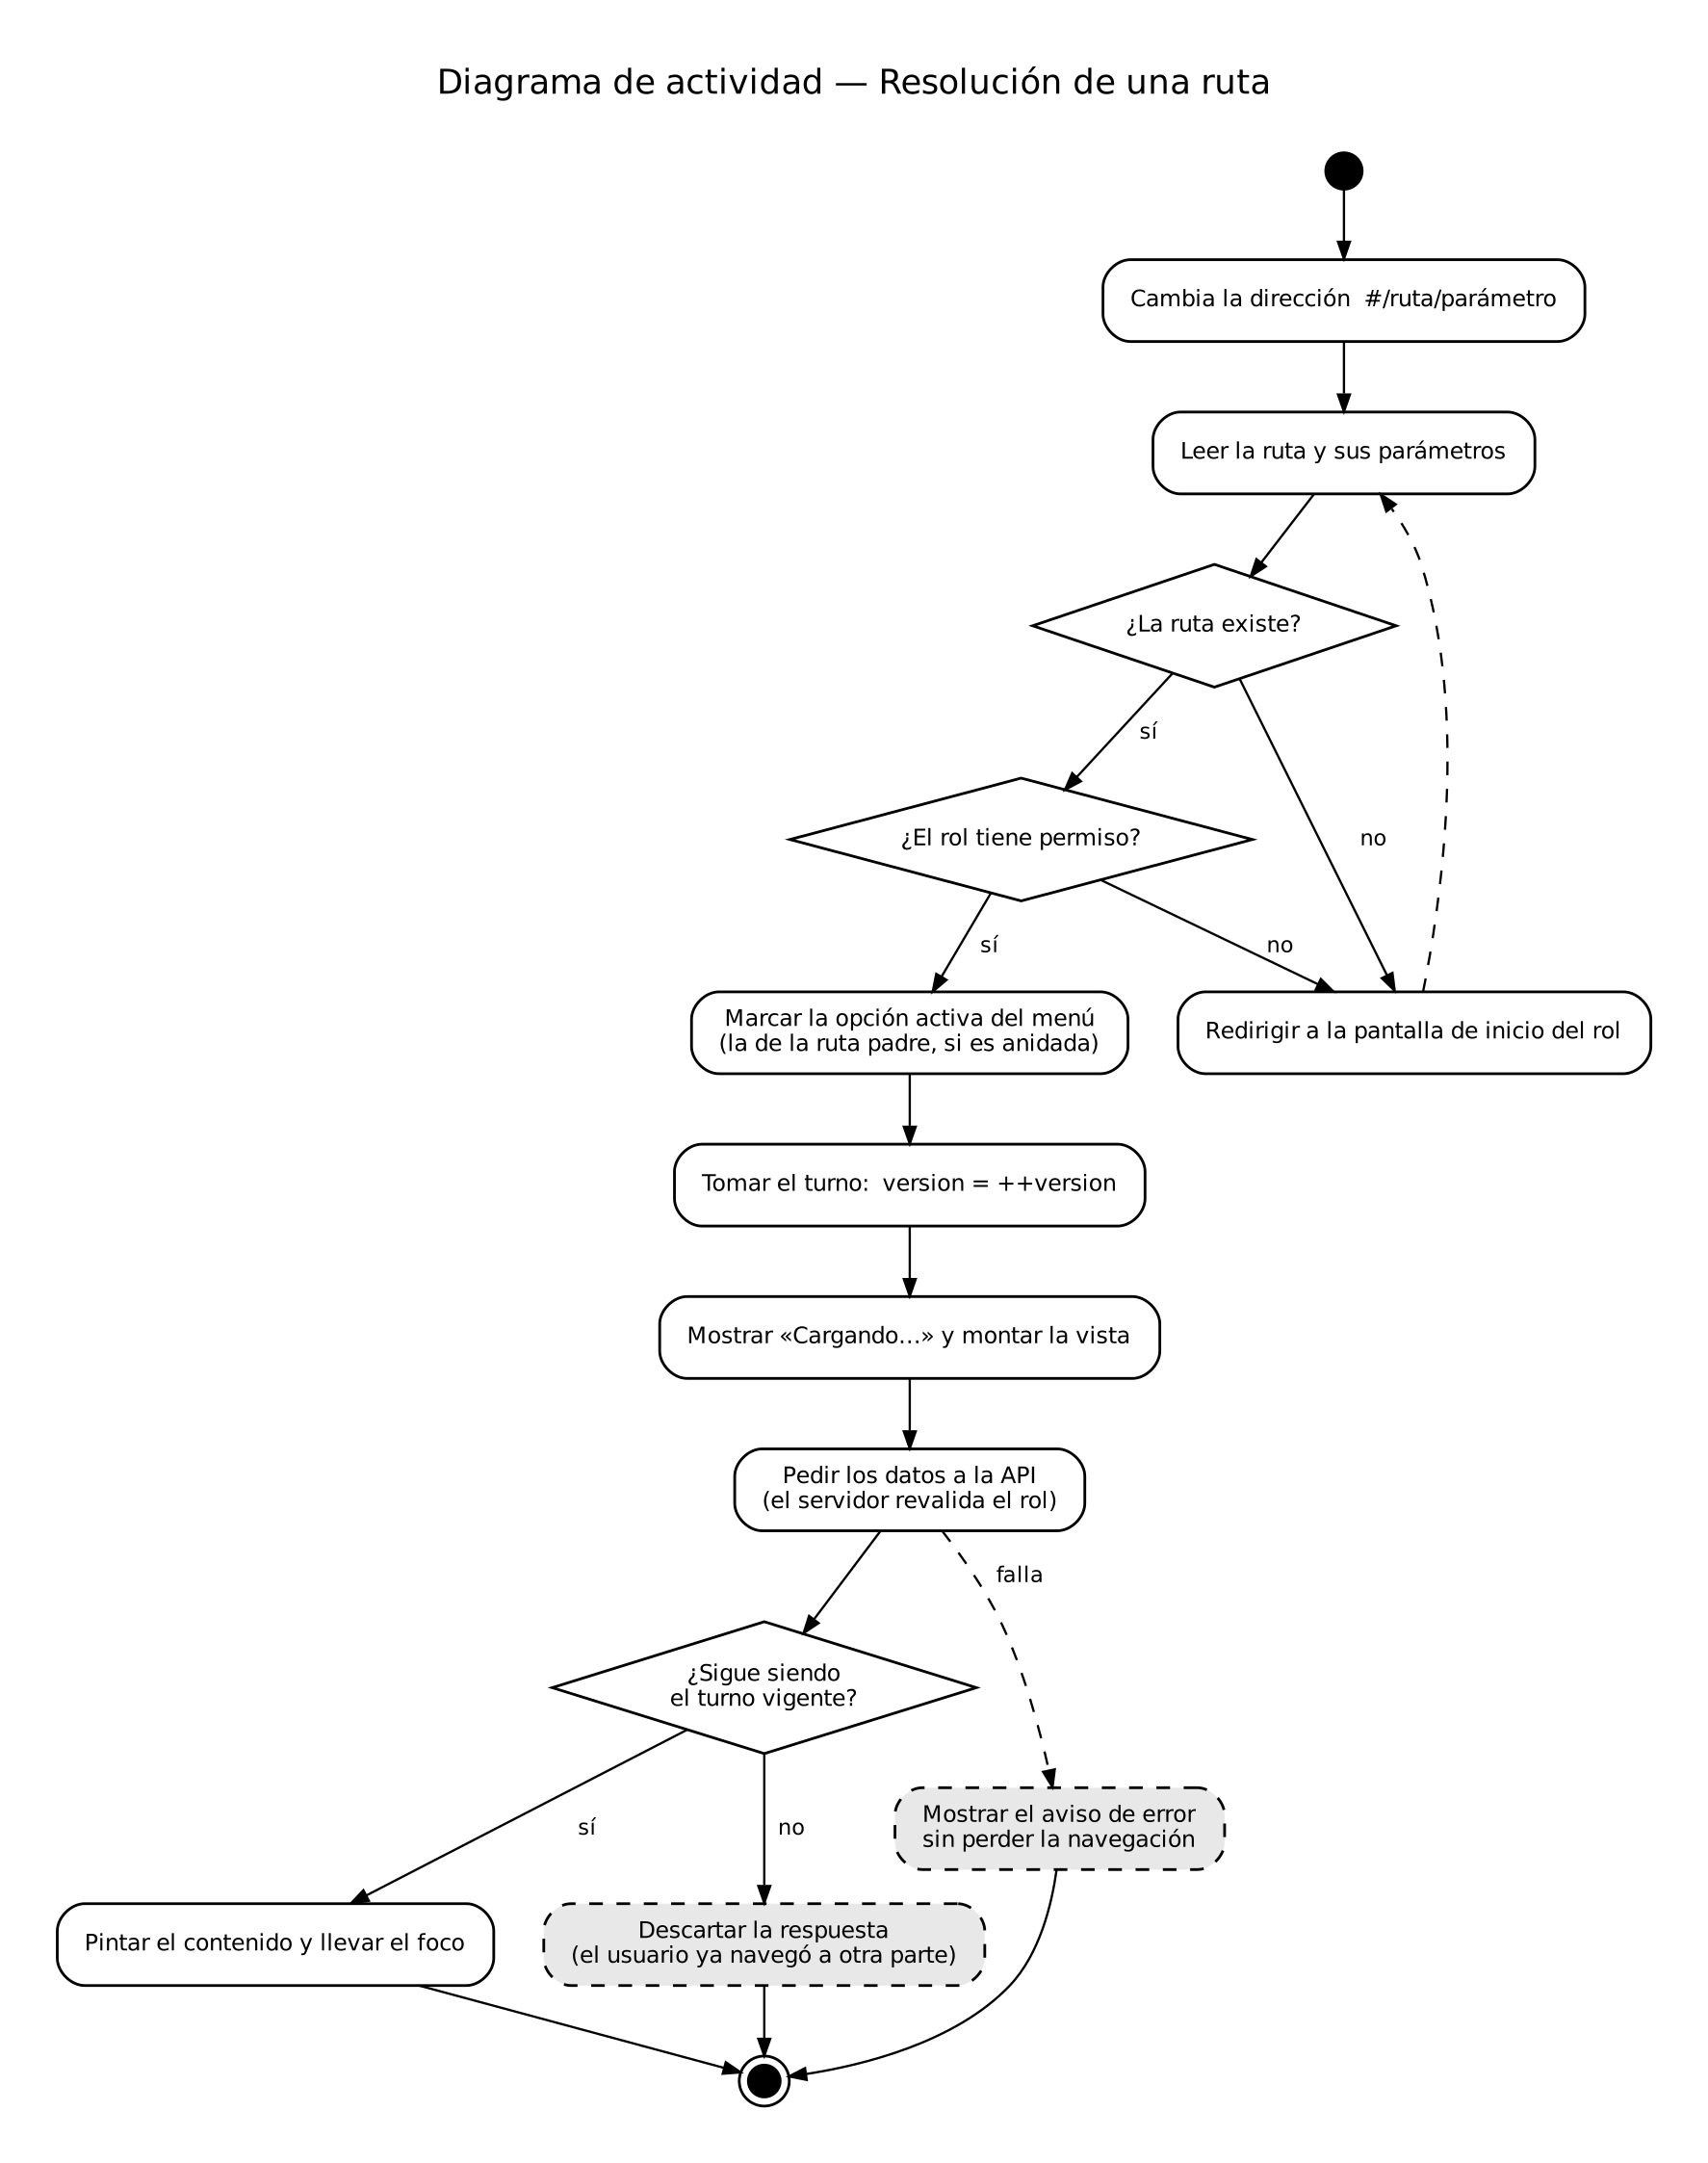 Diagrama de actividad — Resolución de una ruta
Cambia la dirección  #/ruta/parámetro
Leer la ruta y sus parámetros
¿La ruta existe?
sí
no
¿El rol tiene permiso?
sí
no
Marcar la opción activa del menú
(la de la ruta padre, si es anidada)
Redirigir a la pantalla de inicio del rol
Tomar el turno:  version = ++version
Mostrar «Cargando…» y montar la vista
Pedir los datos a la API
(el servidor revalida el rol)
falla
¿Sigue siendo
el turno vigente?
sí
no
Mostrar el aviso de error
sin perder la navegación
Pintar el contenido y llevar el foco
Descartar la respuesta
(el usuario ya navegó a otra parte)